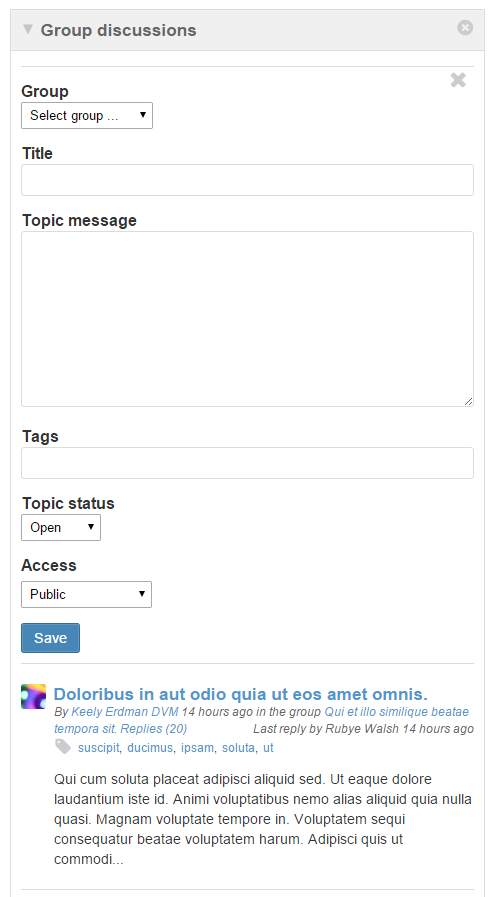 Group discussions
Group
Select group ...
Title
Topic message
Tags
Topic status
Open
Access
Public
Save
Doloribus in aut odio quia ut eos amet omnis.
By Keely Erdman DVM 14 hours ago in the group Qui et illo similique beatae
tempora sit. Replies (20) Last reply by Rubye Walsh 14 hours ago
suscipit, ducimus, ipsam, soluta, ut
Qui cum soluta placeat adipisci aliquid sed. Ut eaque dolore
laudantium iste id. Animi voluptatibus nemo alias aliquid quia nulla
quasi. Magnam voluptate tempore in. Voluptatem sequi
consequatur beatae voluptatem harum. Adipisci quis ut
commodi...